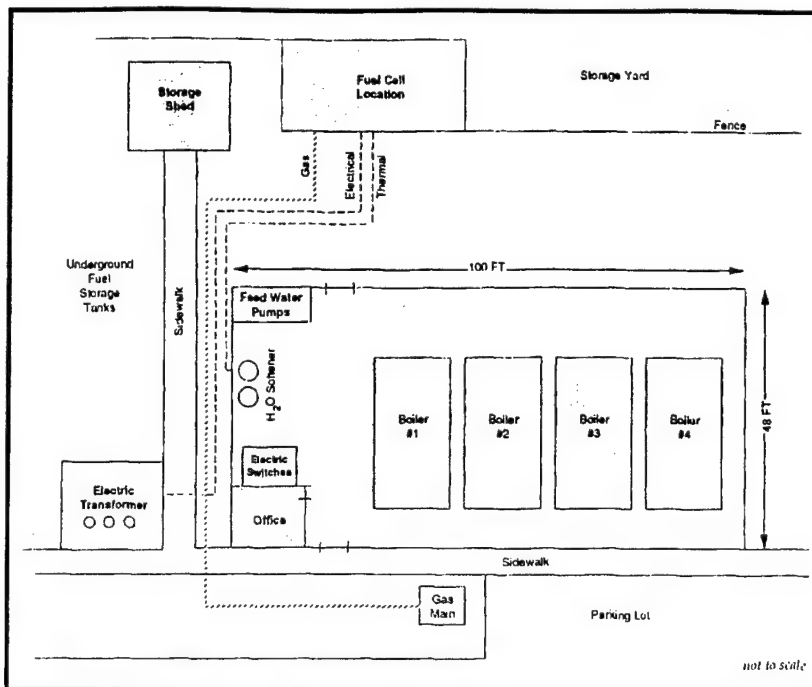 Storage
Shed
Fuel Cell
Location
Storage Yard
Fence
Gas
Electrical
Thermal
Underground
Fuel
Storage
Tanks
Sidewalk
100 FT
Feed Water
Pumps
H2O Softener
Boiler
#1
Boiler
#2
Boiler
#3
Boiler
#4
48 FT
Electric
Switches
Electric
Transformer
Office
Sidewalk
Gas
Main
Parking Lot
not to scale